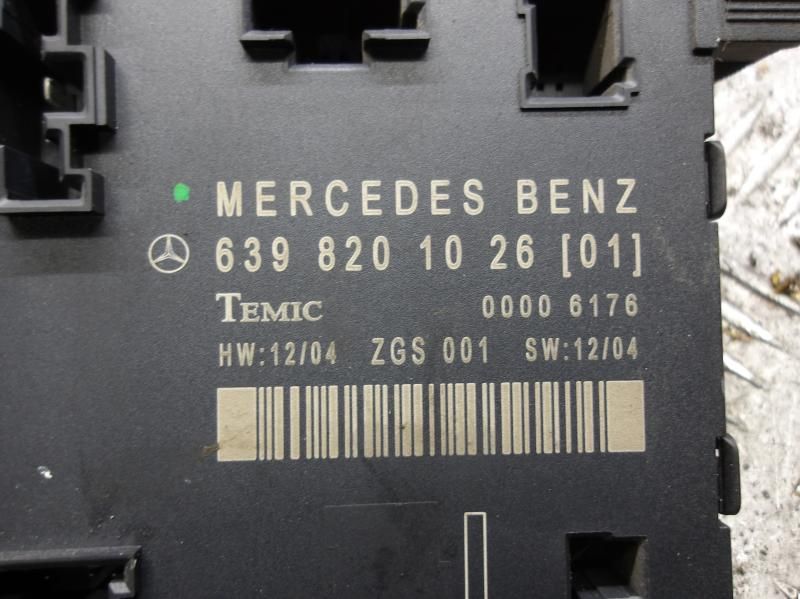 MERCEDES BENZ
639 820 10 26 [01]
TEMIC 0000 6176
HW:12/04 ZGS 001 SW:12/04